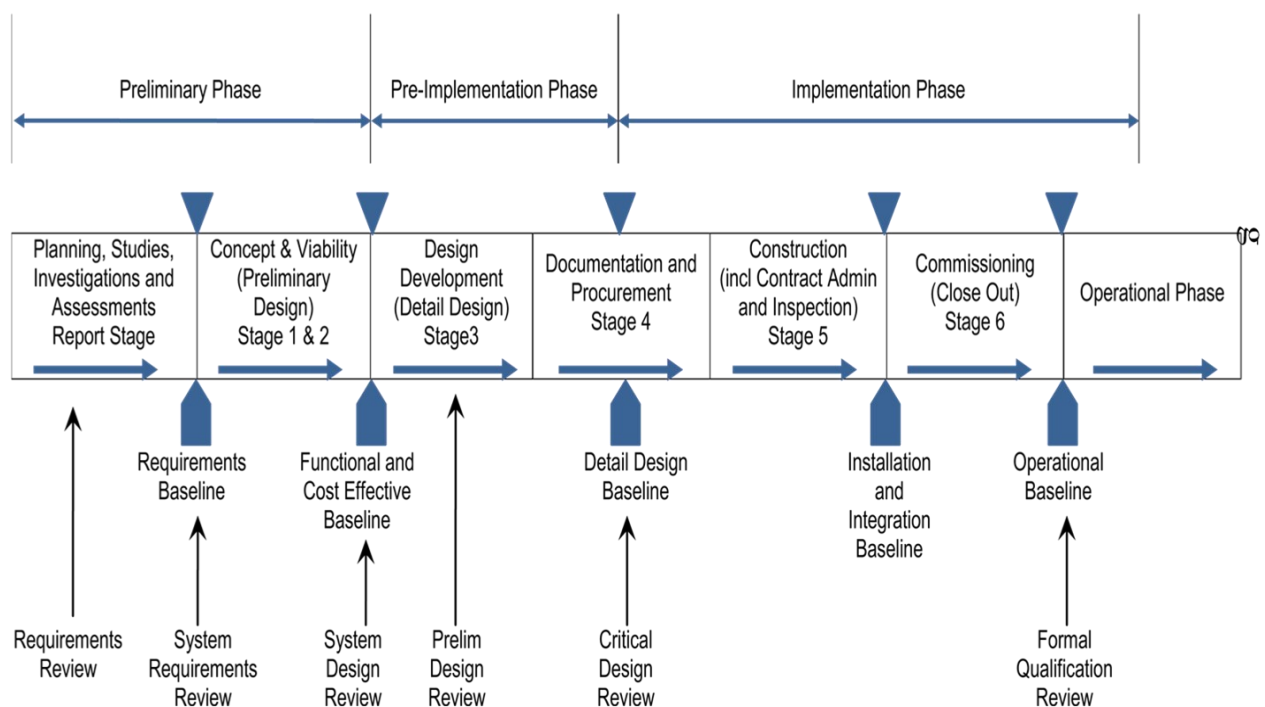 Preliminary Phase
Pre-Implementation Phase
Implementation Phase
Planning, Studies,
Investigations and
Assessments
Report Stage
Concept & Viability
(Preliminary
Design)
Stage 1 & 2
Design
Development
(Detail Design)
Stage3
Documentation and
Procurement
Stage 4
Construction
(incl Contract Admin
and Inspection)
Stage 5
Commissioning
(Close Out)
Stage 6
Operational Phase
Requirements
Baseline
Functional and
Cost Effective
Baseline
Detail Design
Baseline
Installation
and
Integration
Baseline
Operational
Baseline
Requirements
Review
System
Requirements
Review
System
Design
Review
Prelim
Design
Review
Critical
Design
Review
Formal
Qualification
Review